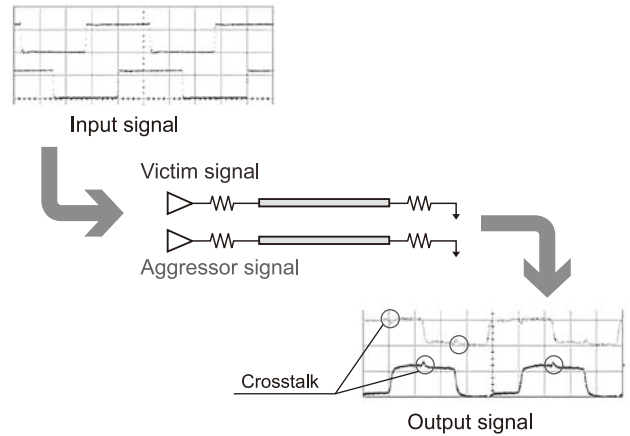 Input signal
Victim signal
Aggressor signal
Crosstalk
Output signal